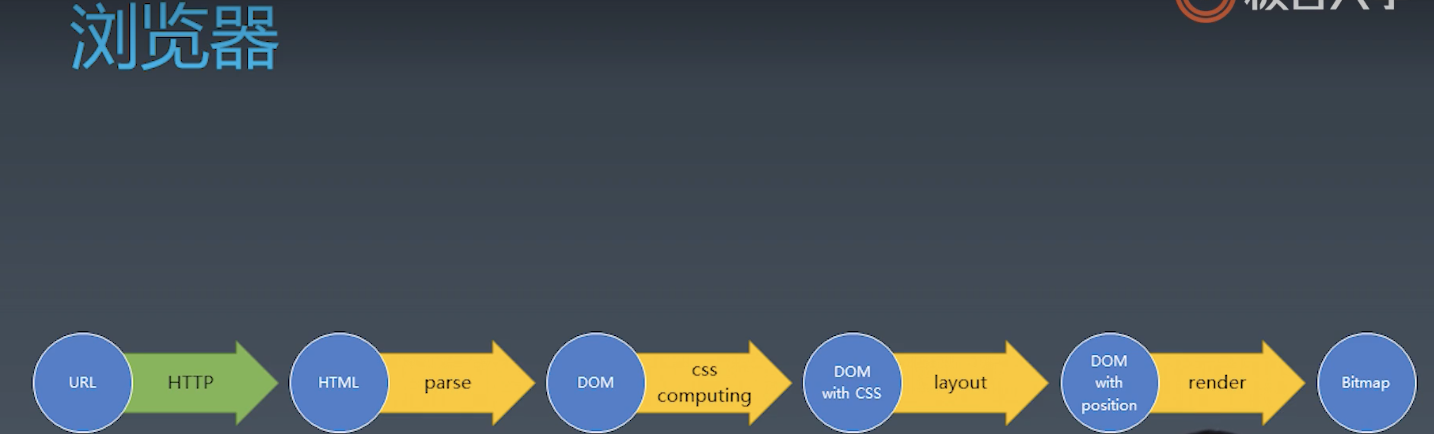 浏览器
URL
HTTP
HTML
parse
DOM
css
computing
DOM
with CSS
layout
DOM
with
position
render
Bitmap